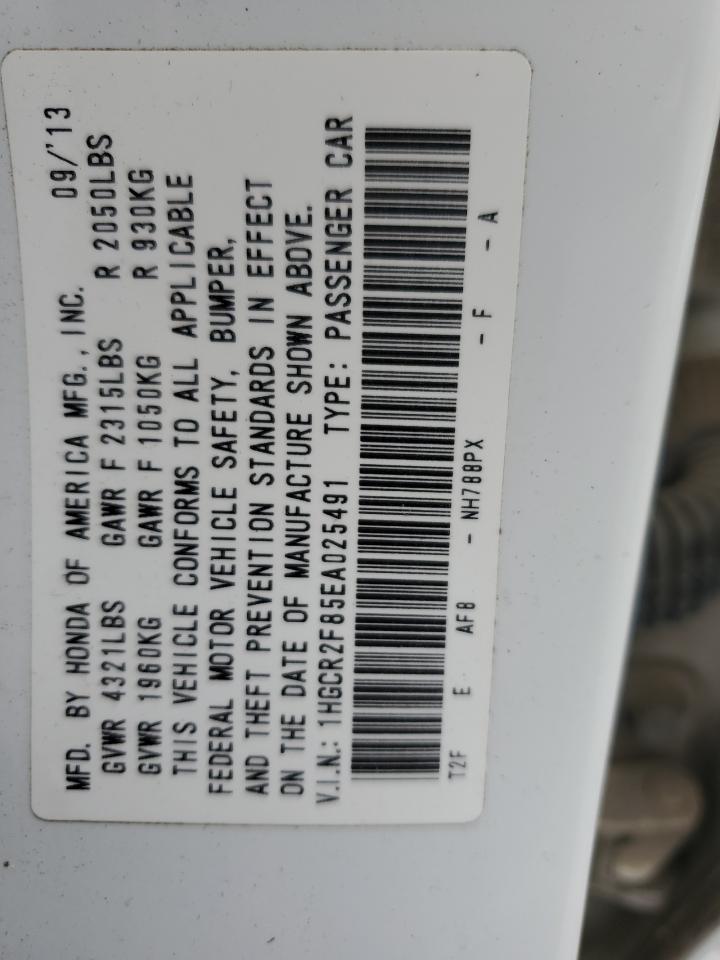 MFD. BY HONDA OF AMERICA MFG., INC. 09/'13
GVWR 4321LBS GAWR F 2315LBS R 2050LBS
GVWR 1960KG GAWR F 1050KG R 930KG
THIS VEHICLE CONFORMS TO ALL APPLICABLE
FEDERAL MOTOR VEHICLE SAFETY, BUMPER,
AND THEFT PREVENTION STANDARDS IN EFFECT
ON THE DATE OF MANUFACTURE SHOWN ABOVE.
V.I.N.: 1HGCR2F85EA025491 TYPE: PASSENGER CAR
T2F E AF8 - NH788PX - F - A